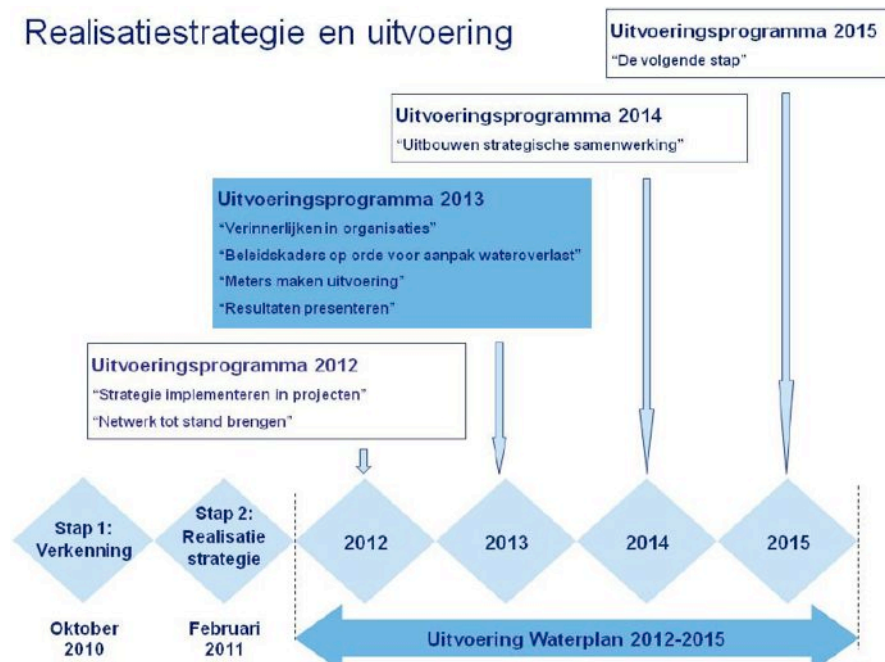 Realisatiestrategie en uitvoering
Uitvoeringsprogramma 2015
“De volgende stap”
Uitvoeringsprogramma 2014
“Uitbouwen strategische samenwerking”
Uitvoeringsprogramma 2013
“Verinnerlijken in organisaties”
“Beleidskaders op orde voor aanpak wateroverlast”
“Meters maken uitvoering”
“Resultaten presenteren”
Uitvoeringsprogramma 2012
“Strategie implementeren in projecten”
“Netwerk tot stand brengen”
Stap 1:
Verkenning
Stap 2:
Realisatie
strategie
2012
2013
2014
2015
Oktober
2010
Februari
2011
Uitvoering Waterplan 2012-2015